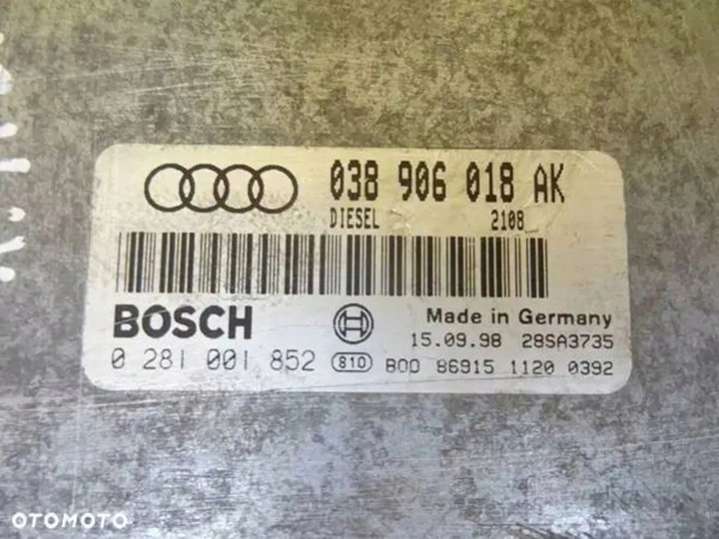 038 906 018 AK
DIESEL 2108
BOSCH
Made in Germany
15.09.98 28SA3735
0 281 001 852 810 B00 86915 1120 0392
OTOMOTO